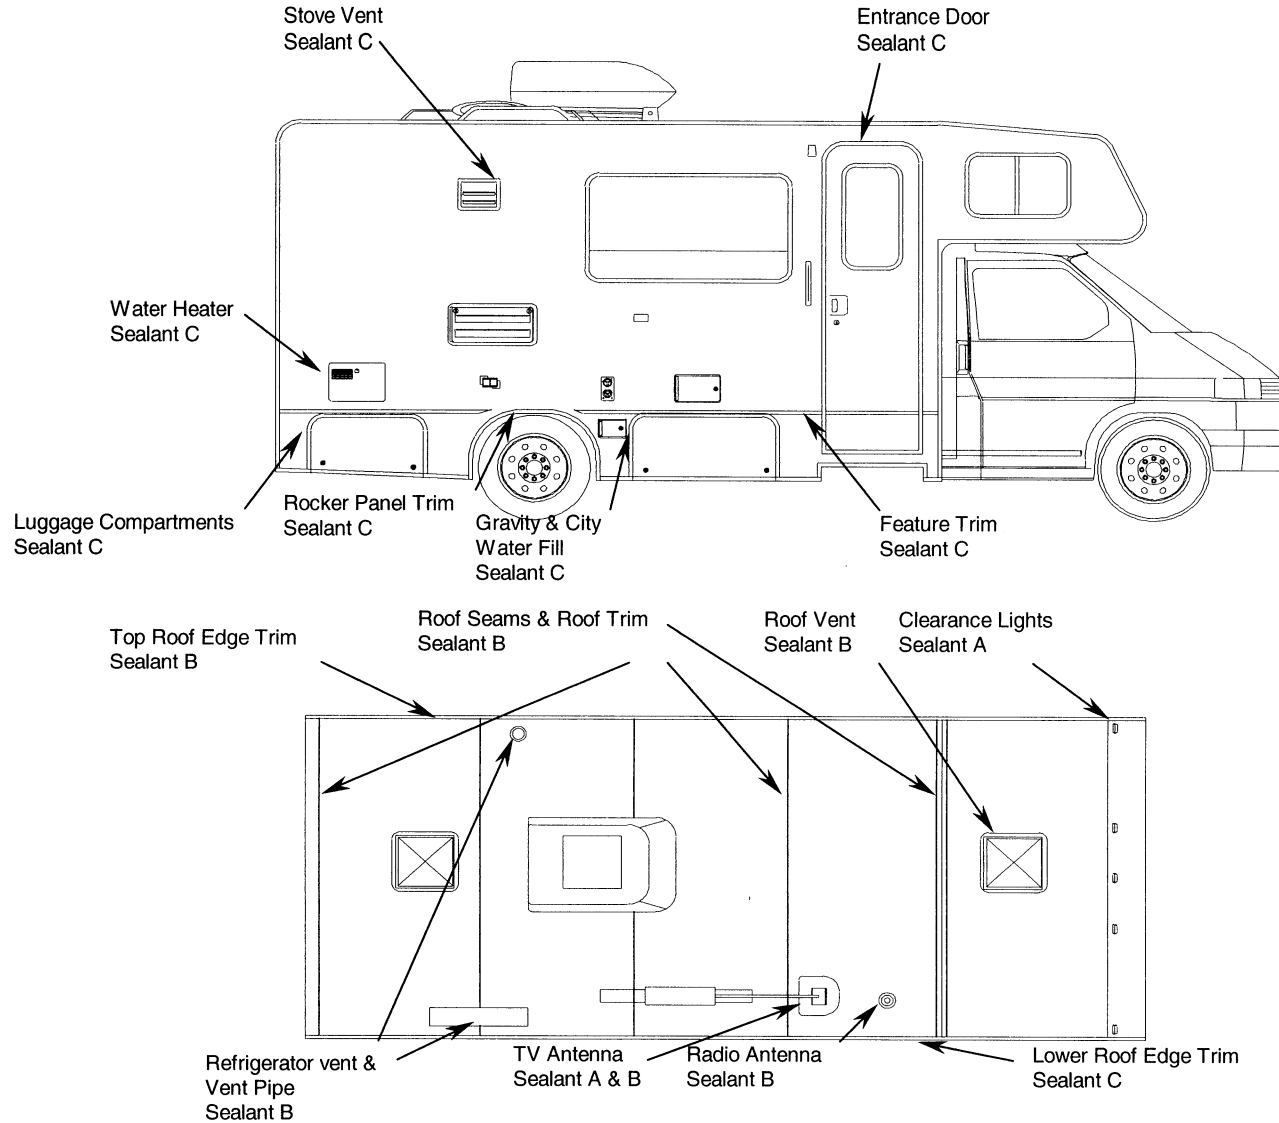 Stove Vent
Sealant C
Entrance Door
Sealant C
Water Heater
Sealant C
Luggage Compartments
Sealant C
Rocker Panel Trim
Sealant C
Gravity & City
Water Fill
Sealant C
Feature Trim
Sealant C
Top Roof Edge Trim
Sealant B
Roof Seams & Roof Trim
Sealant B
Roof Vent
Sealant B
Clearance Lights
Sealant A
Refrigerator vent &
Vent Pipe
Sealant B
TV Antenna
Sealant A & B
Radio Antenna
Sealant B
Lower Roof Edge Trim
Sealant C